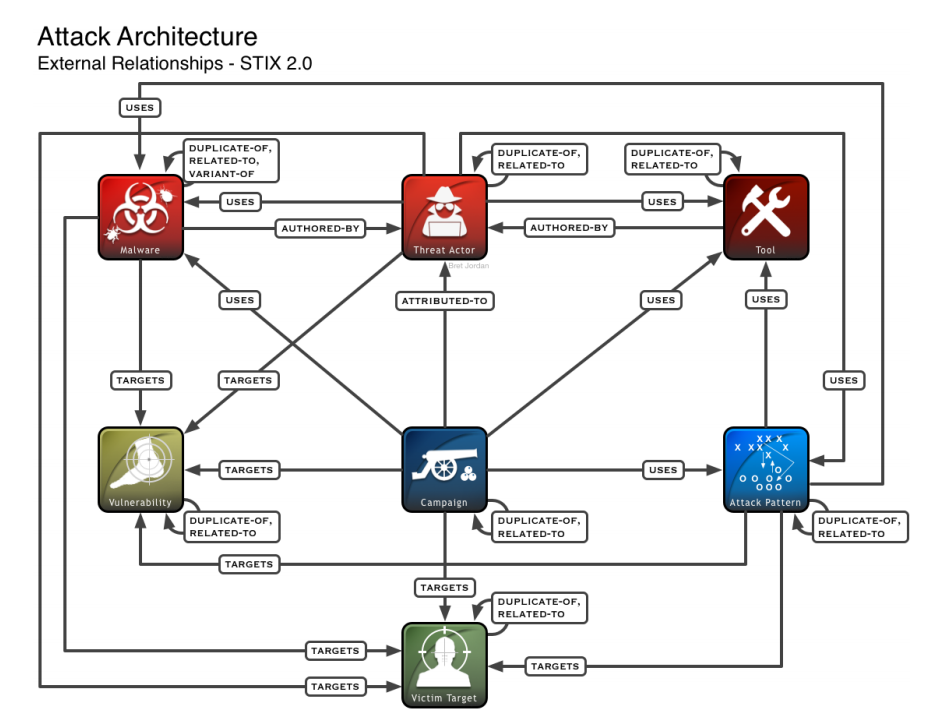 Attack Architecture
External Relationships - STIX 2.0
USES
DUPLICATE-OF,
RELATED-TO,
VARIANT-OF
DUPLICATE-OF,
RELATED-TO
DUPLICATE-OF,
RELATED-TO
USES
USES
AUTHORED-BY
AUTHORED-BY
Malware
Threat Actor
Tool
Bret Jordan
USES
ATTRIBUTED-TO
USES
USES
TARGETS
TARGETS
USES
X X X
X X X X
X
TARGETS
USES
O
O O O O
O O O
Vulnerability
Campaign
Attack Pattern
DUPLICATE-OF,
RELATED-TO
DUPLICATE-OF,
RELATED-TO
DUPLICATE-OF,
RELATED-TO
TARGETS
TARGETS
DUPLICATE-OF,
RELATED-TO
TARGETS
TARGETS
TARGETS
Victim Target